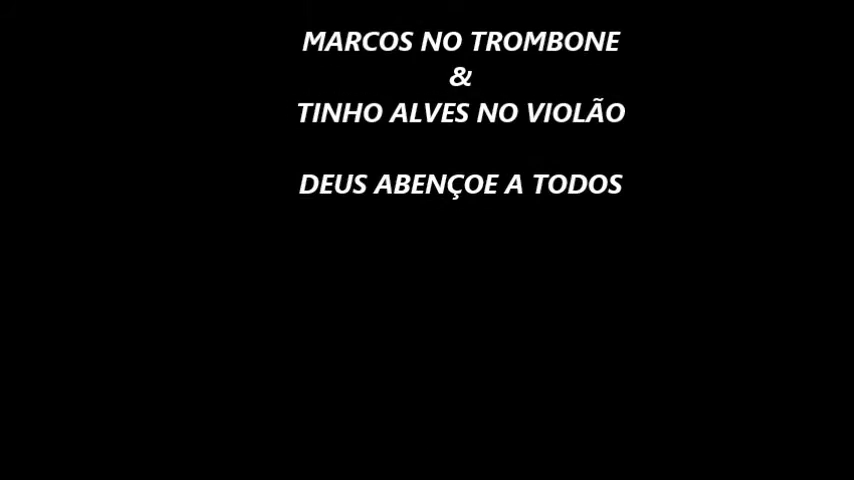 MARCOS NO TROMBONE
&
TINHO ALVES NO VIOLÃO
DEUS ABENÇOE A TODOS